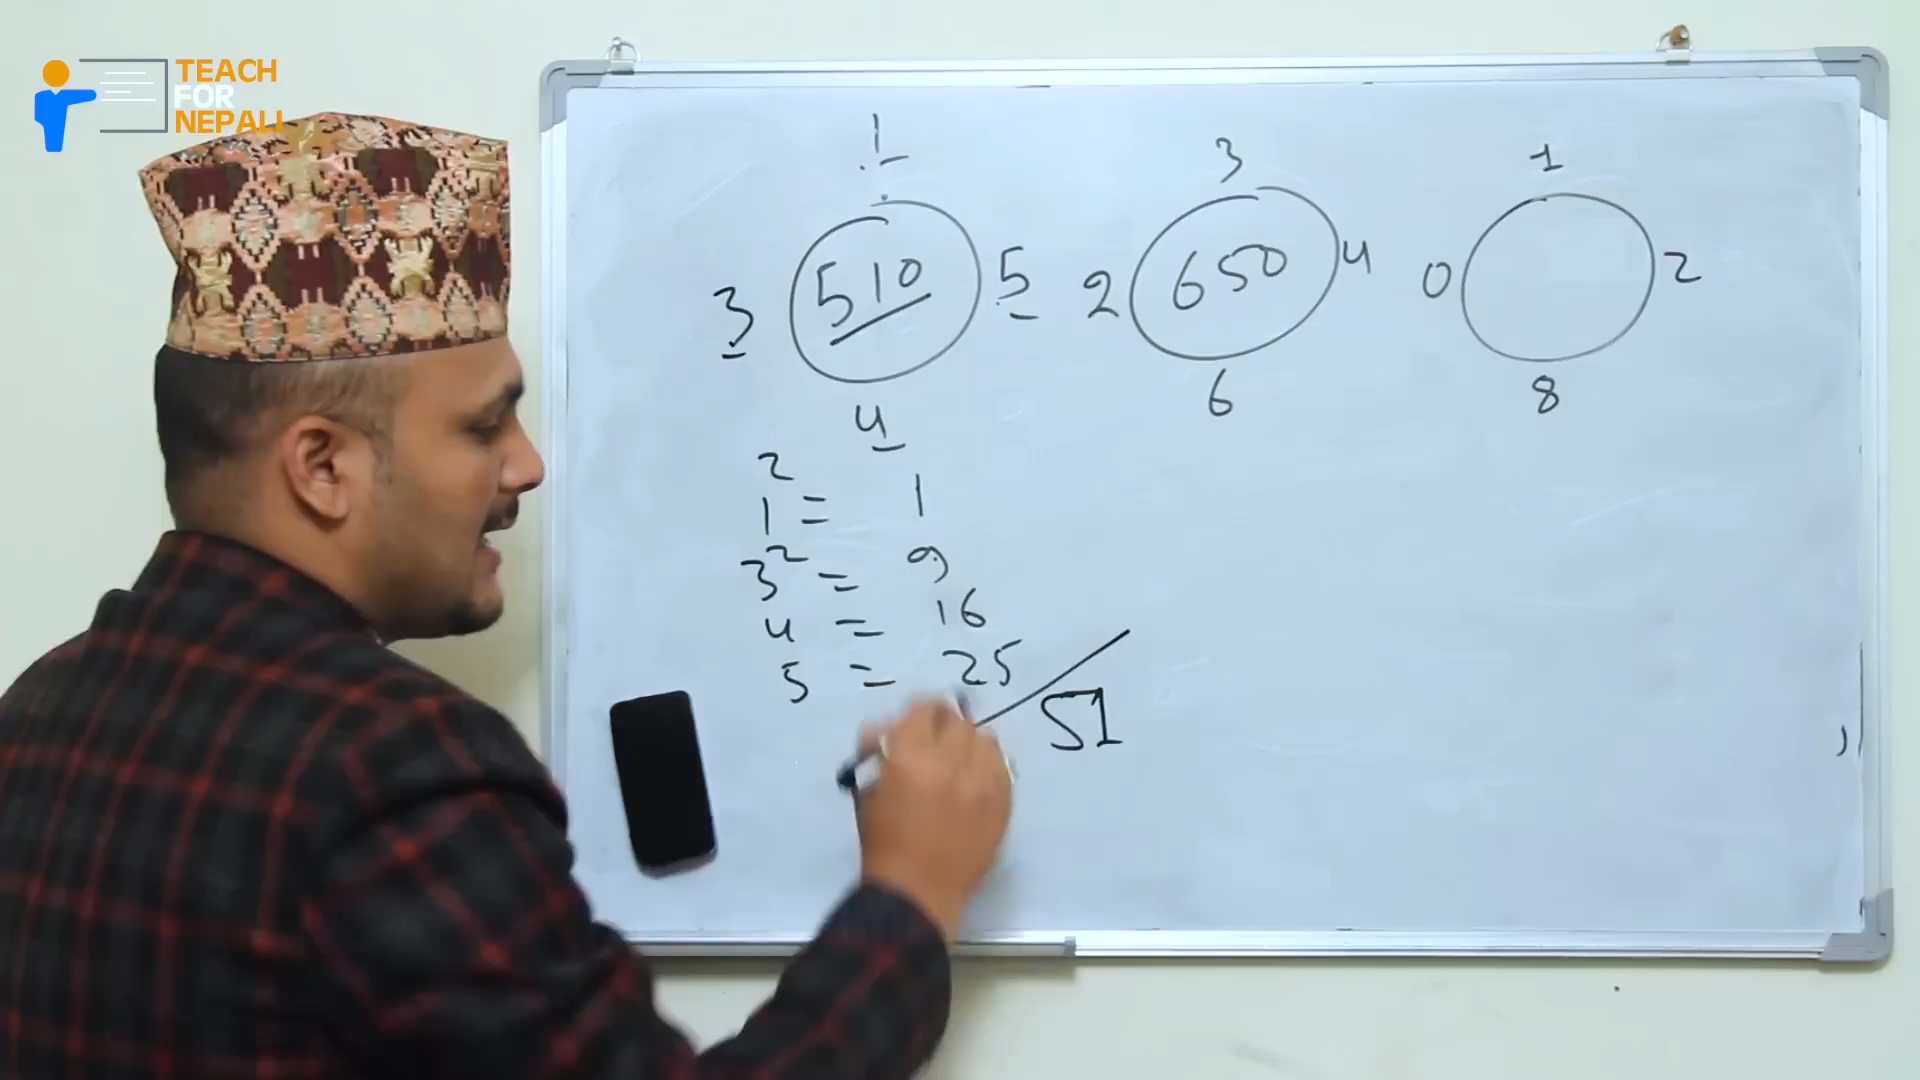 TEACH
FOR
NEPALI
1 3 1
3 510 5 2 650 4 0 2
4 6 8
1² = 1
3² = 9
4 = 16
5 = 25
51